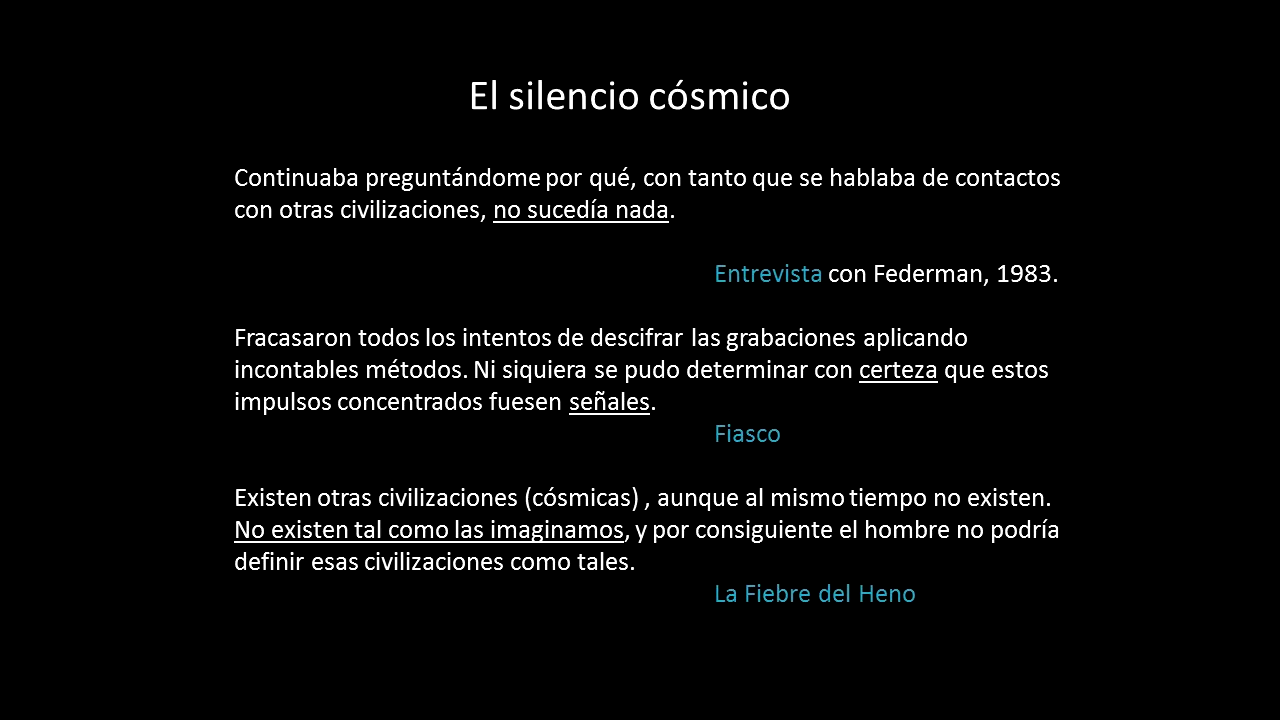 El silencio cósmico
Continuaba preguntándome por qué, con tanto que se hablaba de contactos
con otras civilizaciones, no sucedía nada.
Entrevista con Federman, 1983.
Fracasaron todos los intentos de descifrar las grabaciones aplicando
incontables métodos. Ni siquiera se pudo determinar con certeza que estos
impulsos concentrados fuesen señales.
Fiasco
Existen otras civilizaciones (cósmicas) , aunque al mismo tiempo no existen.
No existen tal como las imaginamos, y por consiguiente el hombre no podría
definir esas civilizaciones como tales.
La Fiebre del Heno